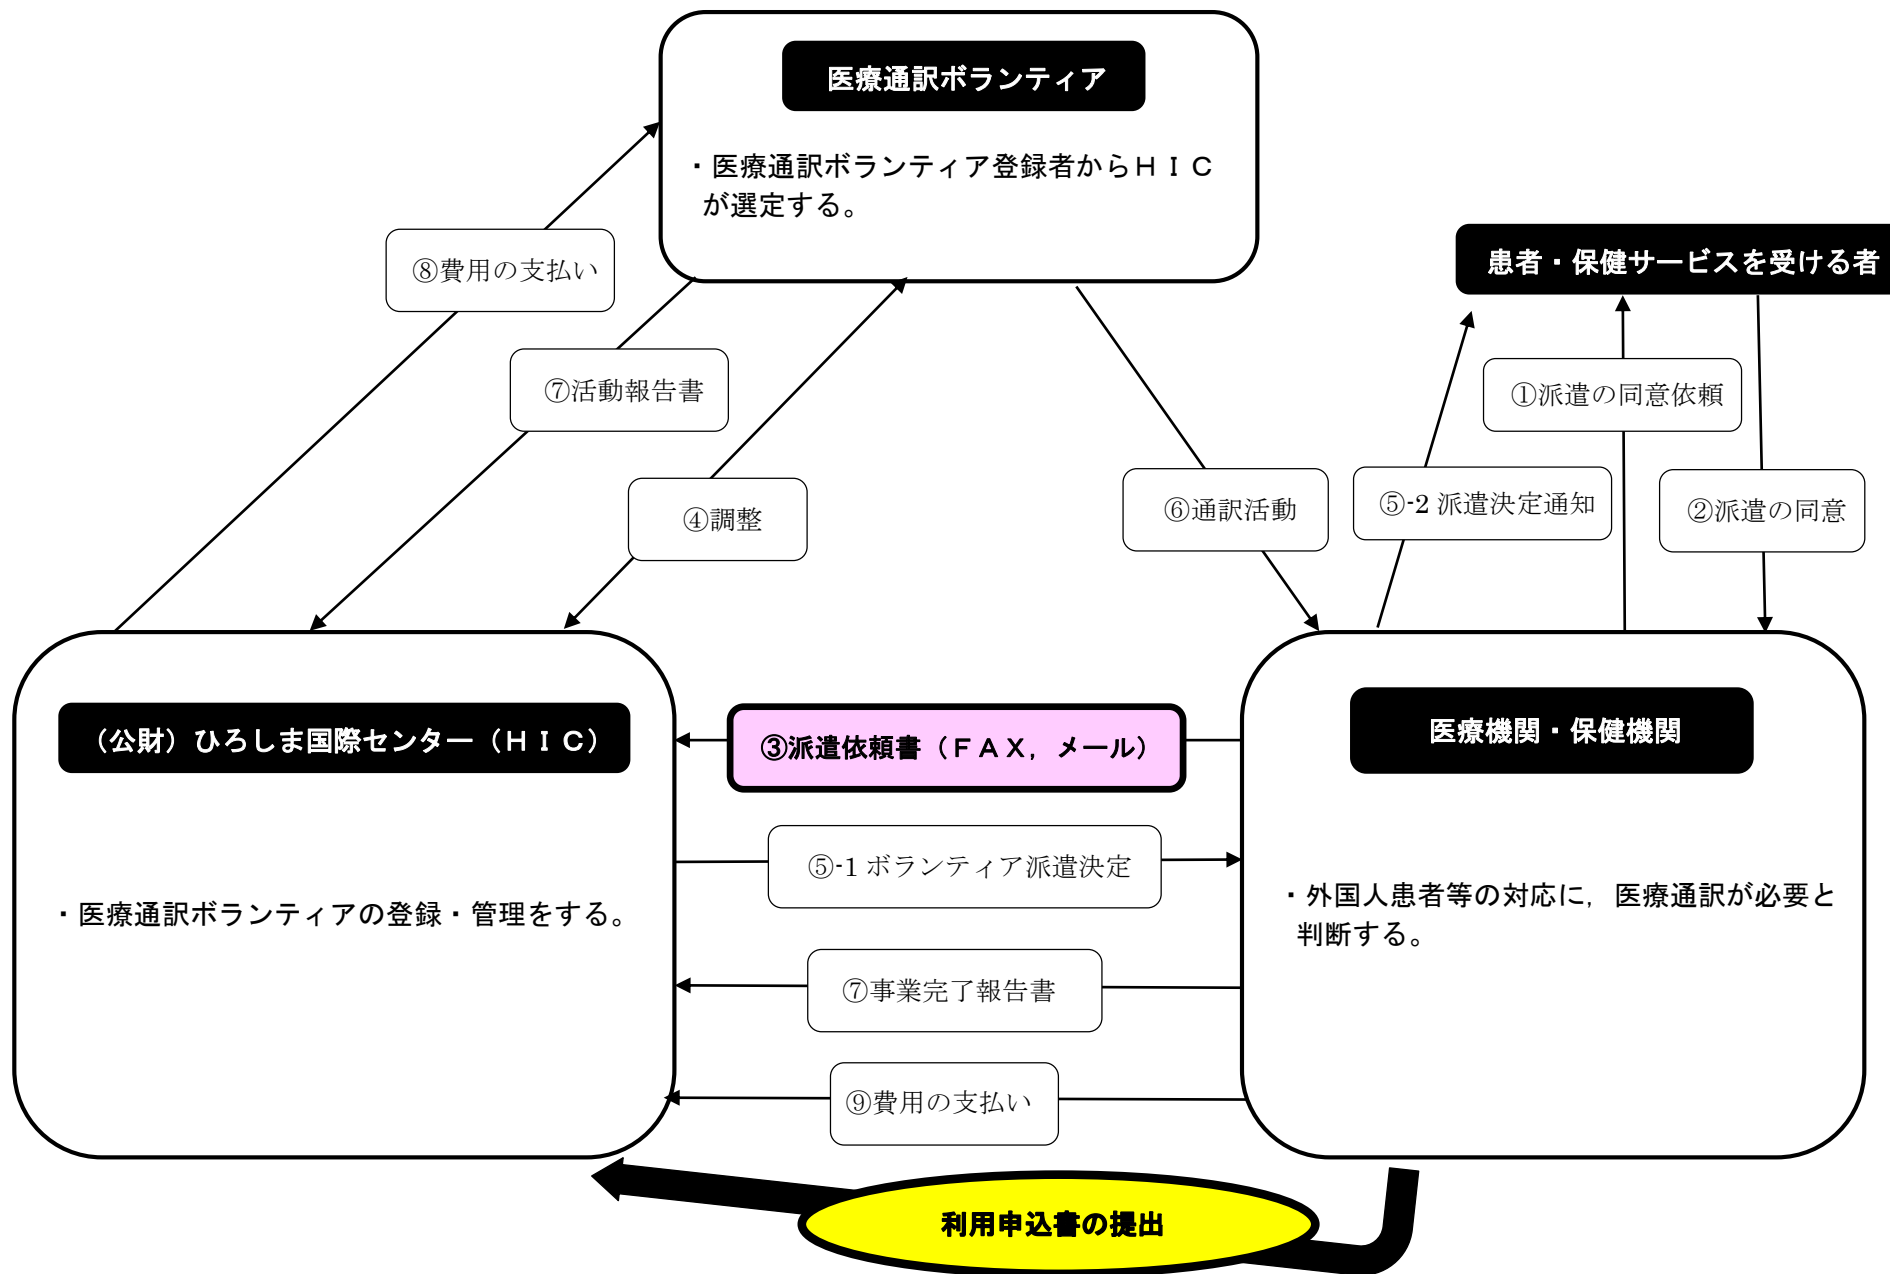 医療通訳ボランティア
・医療通訳ボランティア登録者からＨＩＣ
が選定する。
患者・保健サービスを受ける者
⑧費用の支払い
⑦活動報告書
①派遣の同意依頼
④調整
⑥通訳活動
⑤-2 派遣決定通知
②派遣の同意
（公財）ひろしま国際センター（ＨＩＣ）
・医療通訳ボランティアの登録・管理をする。
③派遣依頼書（ＦＡＸ，メール）
⑤-1 ボランティア派遣決定
⑦事業完了報告書
⑨費用の支払い
医療機関・保健機関
・外国人患者等の対応に，医療通訳が必要と
判断する。
利用申込書の提出